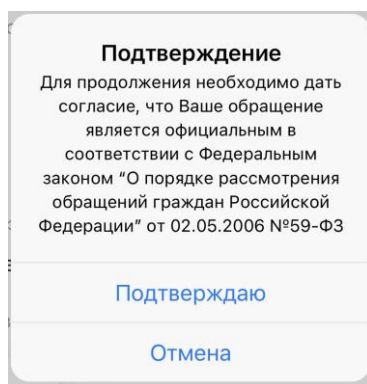 Подтверждение
Для продолжения необходимо дать
согласие, что Ваше обращение
является официальным в
соответствии с Федеральным
законом “О порядке рассмотрения
обращений граждан Российской
Федерации” от 02.05.2006 №59-ФЗ
Подтверждаю
Отмена